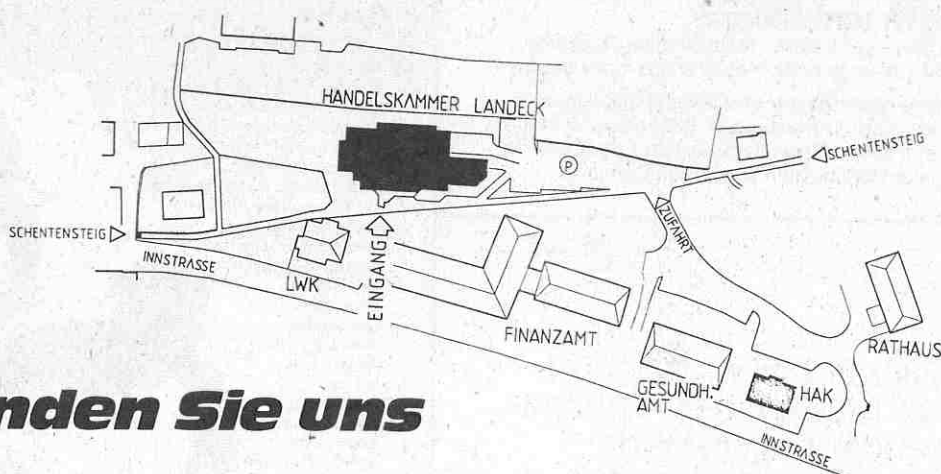 HANDELSKAMMER LANDECK
P
SCHENTENSTEIG
ZUFAHRT
SCHENTENSTEIG
INNSTRASSE
LWK
EINGANG
FINANZAMT
RATHAUS
GESUNDH.
AMT
HAK
INNSTRASSE
nden Sie uns